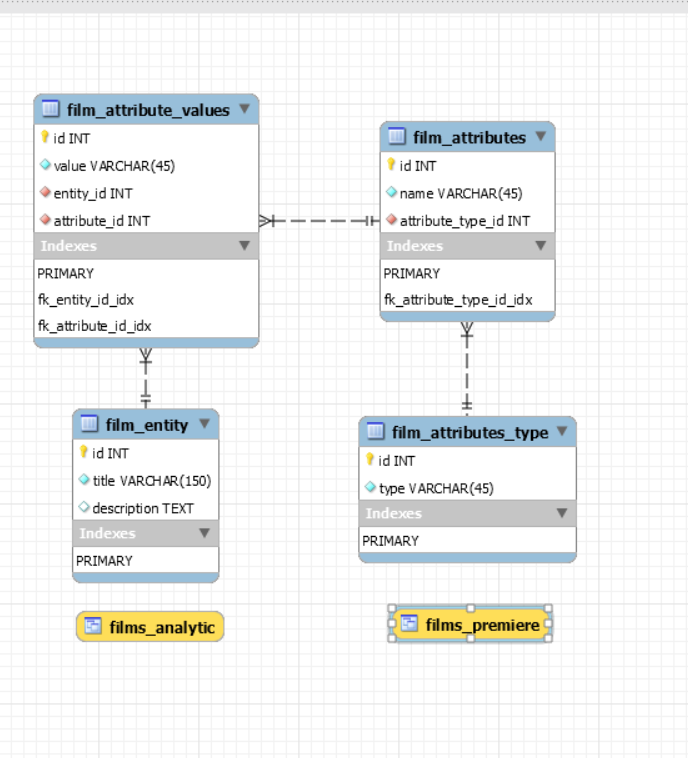 film_attribute_values
id INT
value VARCHAR(45)
entity_id INT
attribute_id INT
Indexes
PRIMARY
fk_entity_id_idx
fk_attribute_id_idx
film_attributes
id INT
name VARCHAR(45)
attribute_type_id INT
Indexes
PRIMARY
fk_attribute_type_id_idx
film_entity
id INT
title VARCHAR(150)
description TEXT
Indexes
PRIMARY
film_attributes_type
id INT
type VARCHAR(45)
Indexes
PRIMARY
films_analytic
films_premiere